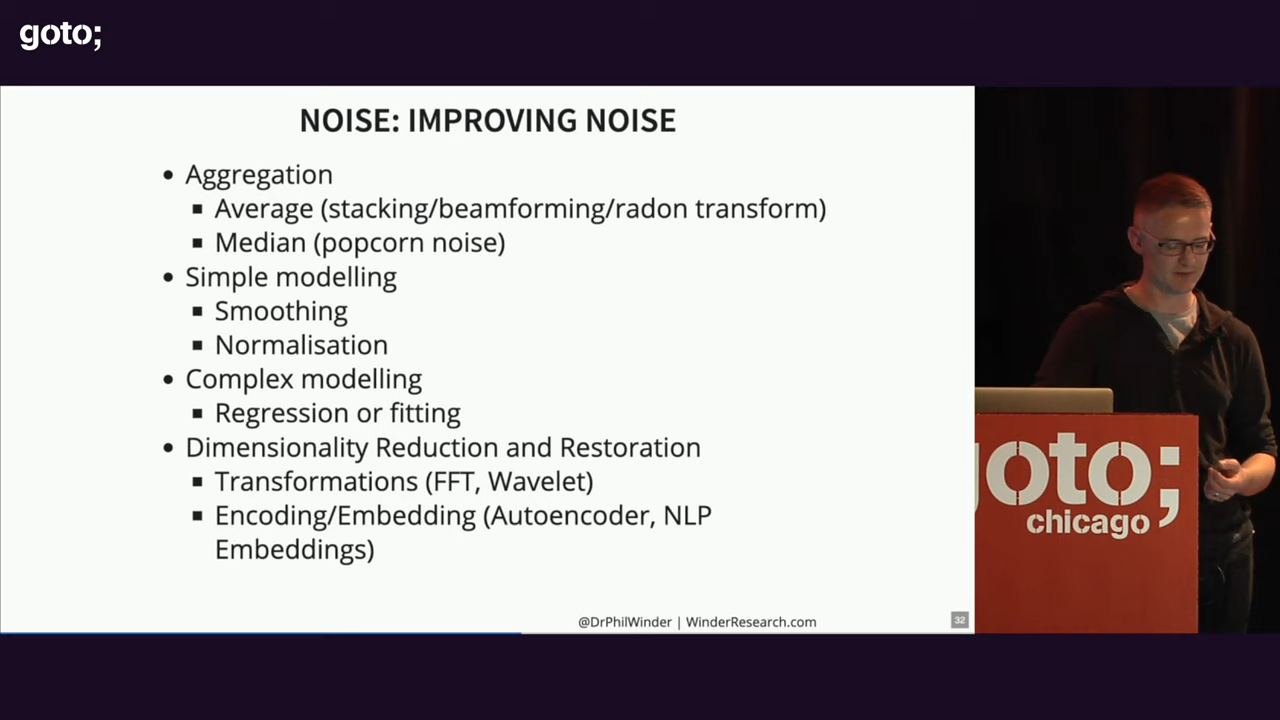 goto;
NOISE: IMPROVING NOISE
• Aggregation
▪ Average (stacking/beamforming/radon transform)
▪ Median (popcorn noise)
• Simple modelling
▪ Smoothing
▪ Normalisation
• Complex modelling
▪ Regression or fitting
• Dimensionality Reduction and Restoration
▪ Transformations (FFT, Wavelet)
▪ Encoding/Embedding (Autoencoder, NLP
Embeddings)
@DrPhilWinder | WinderResearch.com
32
goto;
chicago